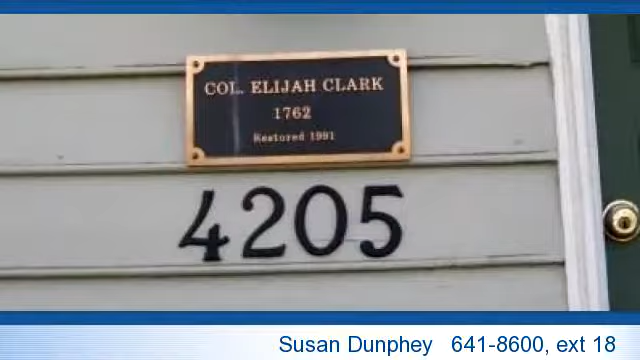 COL. ELIJAH CLARK
1762
Restored 1991
4205
Susan Dunphey 641-8600, ext 18